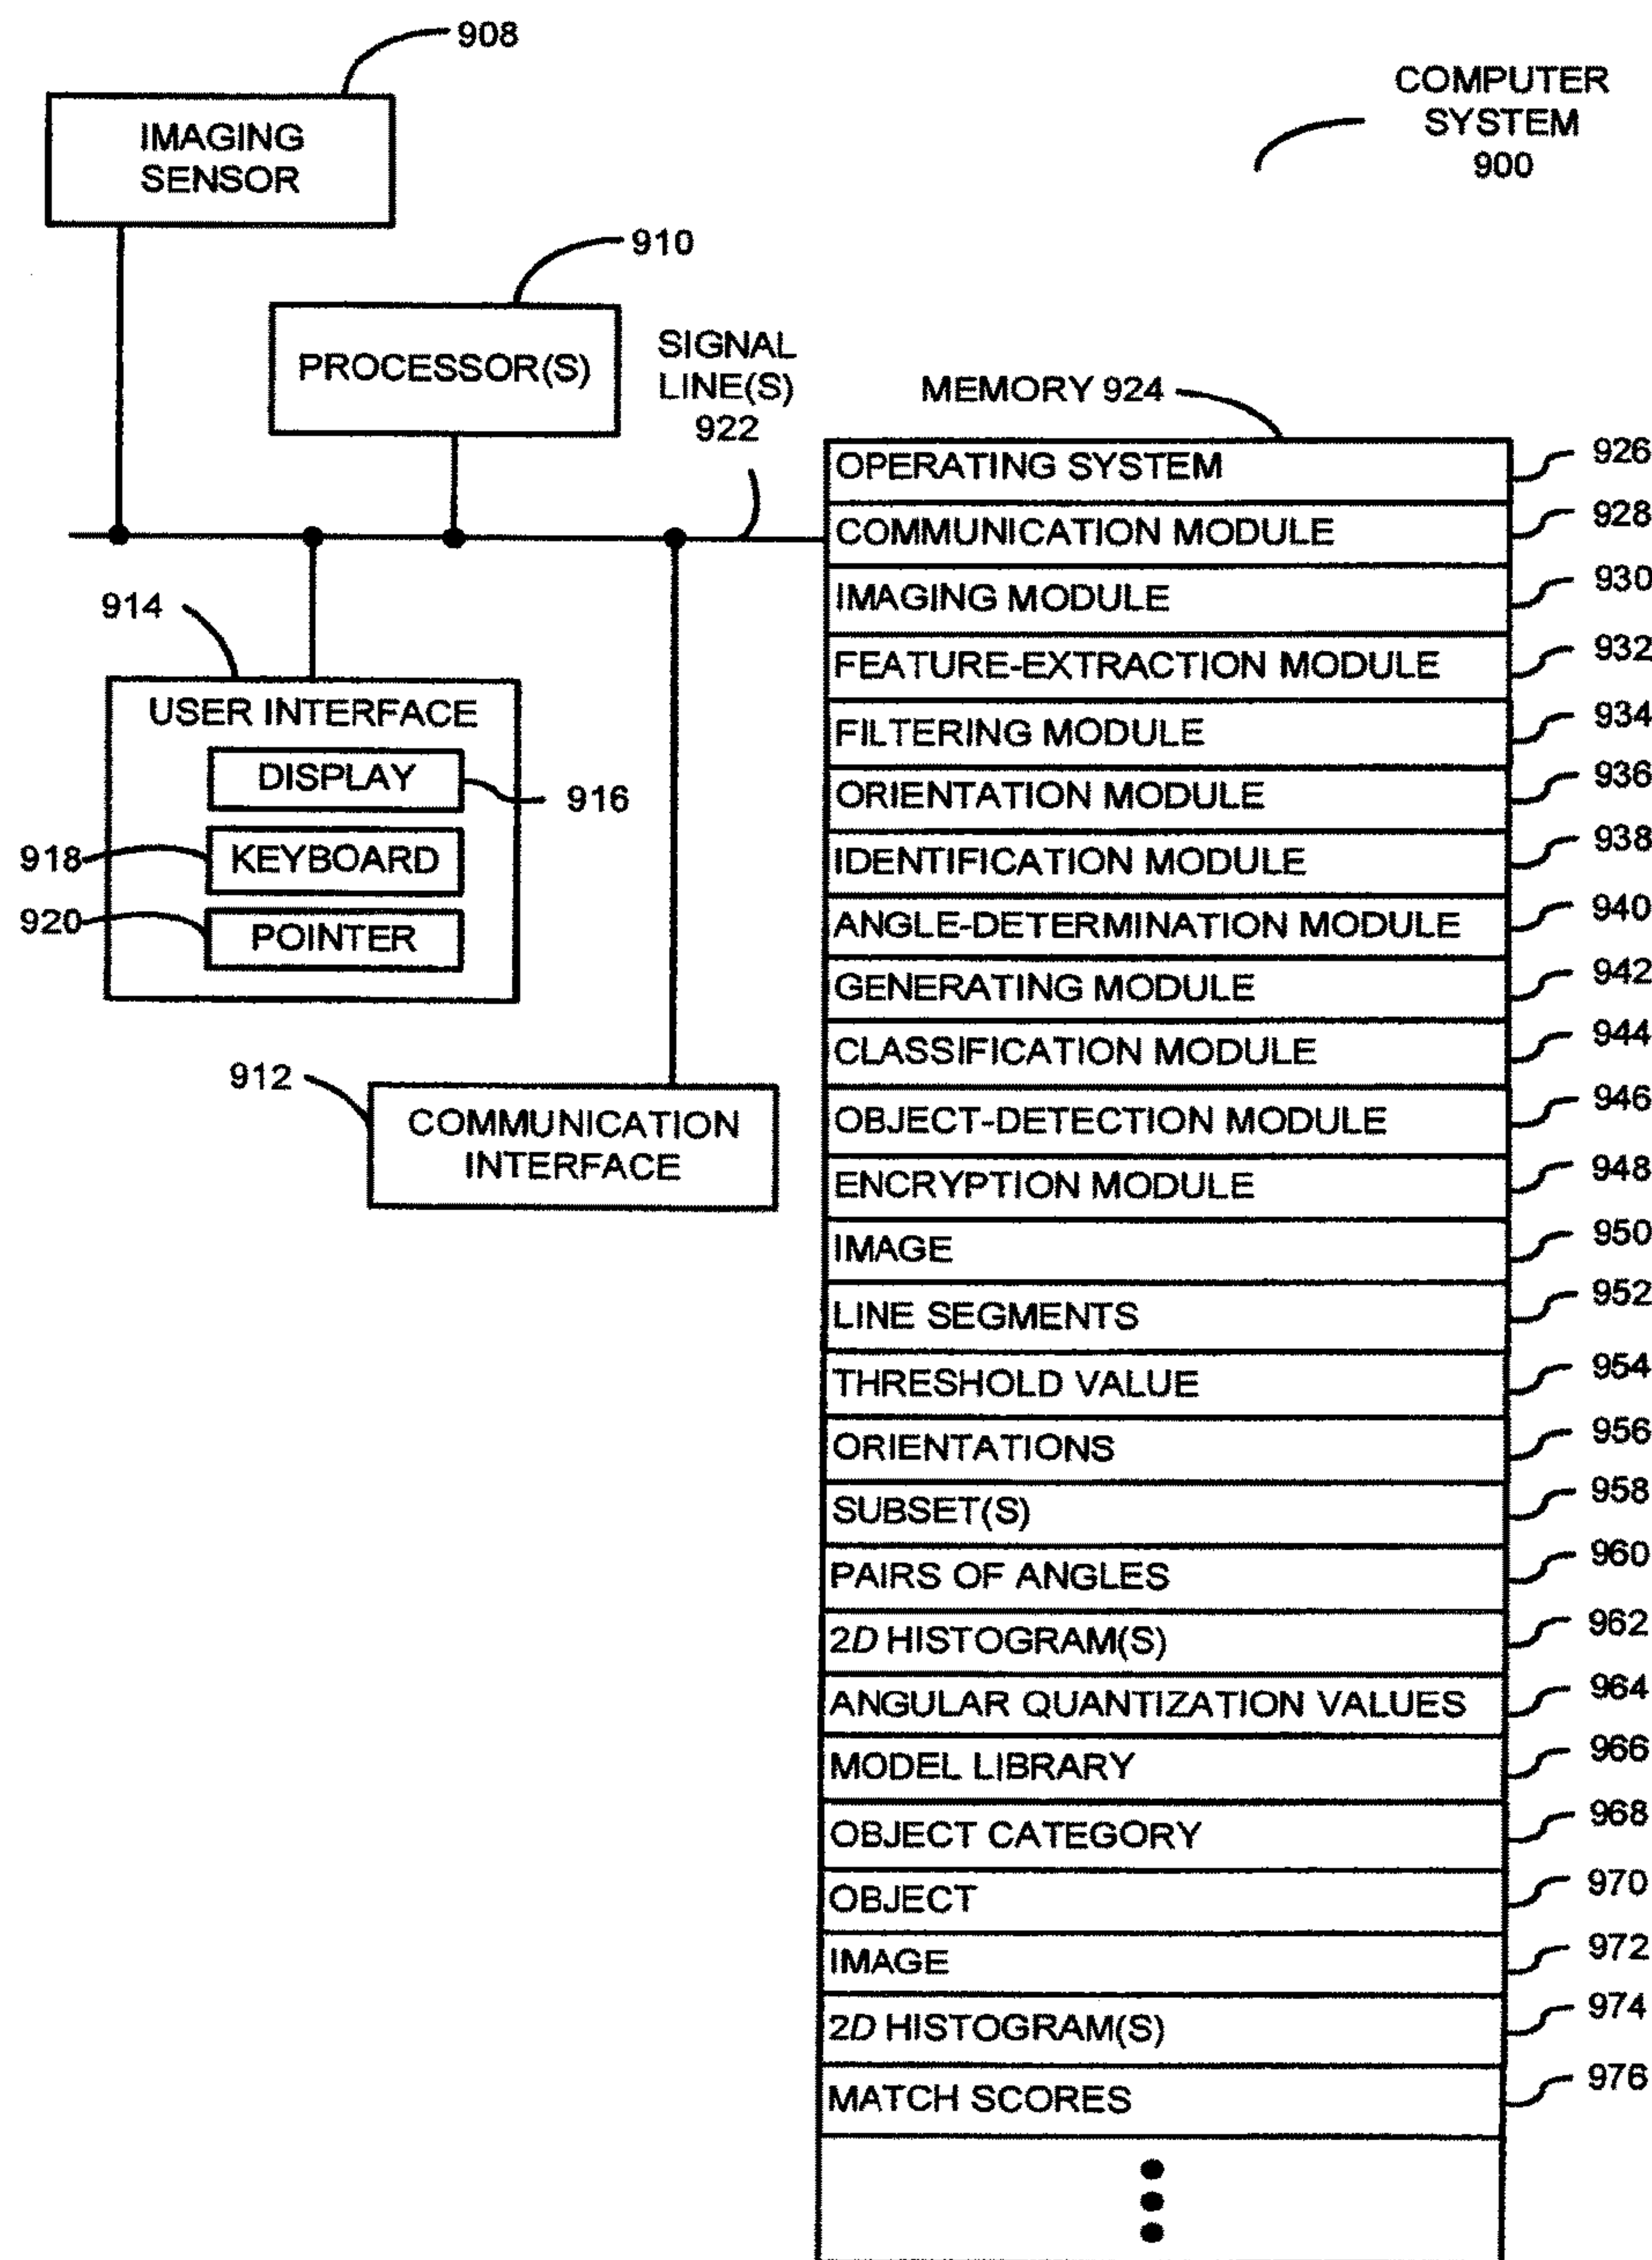 908
COMPUTER
SYSTEM
900
IMAGING
SENSOR
910
PROCESSOR(S)
SIGNAL
LINE(S)
922
MEMORY 924
OPERATING SYSTEM 926
COMMUNICATION MODULE 928
IMAGING MODULE 930
FEATURE-EXTRACTION MODULE 932
FILTERING MODULE 934
ORIENTATION MODULE 936
IDENTIFICATION MODULE 938
ANGLE-DETERMINATION MODULE 940
GENERATING MODULE 942
CLASSIFICATION MODULE 944
OBJECT-DETECTION MODULE 946
ENCRYPTION MODULE 948
IMAGE 950
LINE SEGMENTS 952
THRESHOLD VALUE 954
ORIENTATIONS 956
SUBSET(S) 958
PAIRS OF ANGLES 960
2D HISTOGRAM(S) 962
ANGULAR QUANTIZATION VALUES 964
MODEL LIBRARY 966
OBJECT CATEGORY 968
OBJECT 970
IMAGE 972
2D HISTOGRAM(S) 974
MATCH SCORES 976
914
USER INTERFACE
DISPLAY 916
918 KEYBOARD
920 POINTER
912
COMMUNICATION
INTERFACE